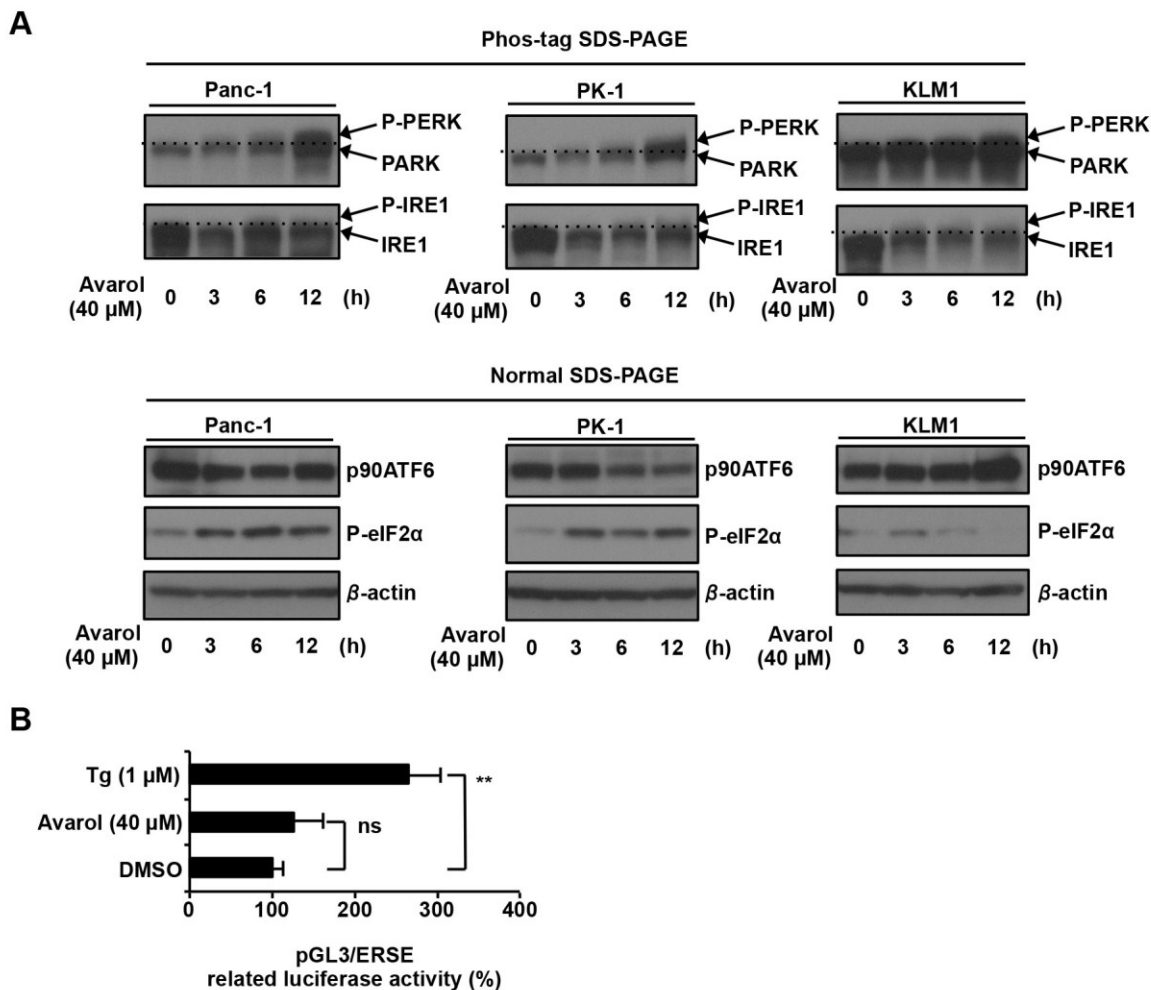 A
Phos-tag SDS-PAGE
Panc-1 PK-1 KLM1
P-PERK P-PERK P-PERK
PARK PARK PARK
P-IRE1 P-IRE1 P-IRE1
IRE1 IRE1 IRE1
Avarol (40 µM) 0 3 6 12 (h) Avarol (40 µM) 0 3 6 12 (h) Avarol (40 µM) 0 3 6 12 (h)
Normal SDS-PAGE
Panc-1 PK-1 KLM1
p90ATF6 p90ATF6 p90ATF6
P-eIF2α P-eIF2α P-eIF2α
β-actin β-actin β-actin
Avarol (40 µM) 0 3 6 12 (h) Avarol (40 µM) 0 3 6 12 (h) Avarol (40 µM) 0 3 6 12 (h)
B
Tg (1 µM) **
Avarol (40 µM) ns
DMSO
0 100 200 300 400
pGL3/ERSE
related luciferase activity (%)